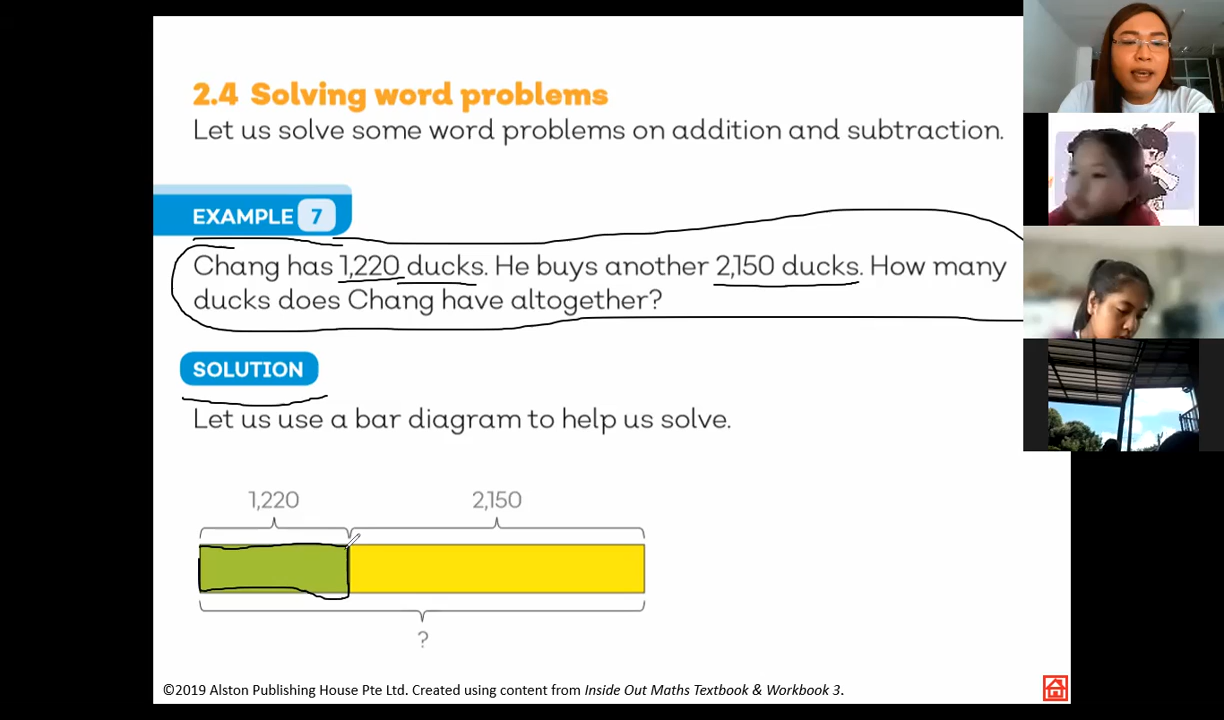 2.4 Solving word problems
Let us solve some word problems on addition and subtraction.
EXAMPLE 7
Chang has 1,220 ducks. He buys another 2,150 ducks. How many
ducks does Chang have altogether?
SOLUTION
Let us use a bar diagram to help us solve.
1,220 2,150
?
©2019 Alston Publishing House Pte Ltd. Created using content from Inside Out Maths Textbook & Workbook 3.